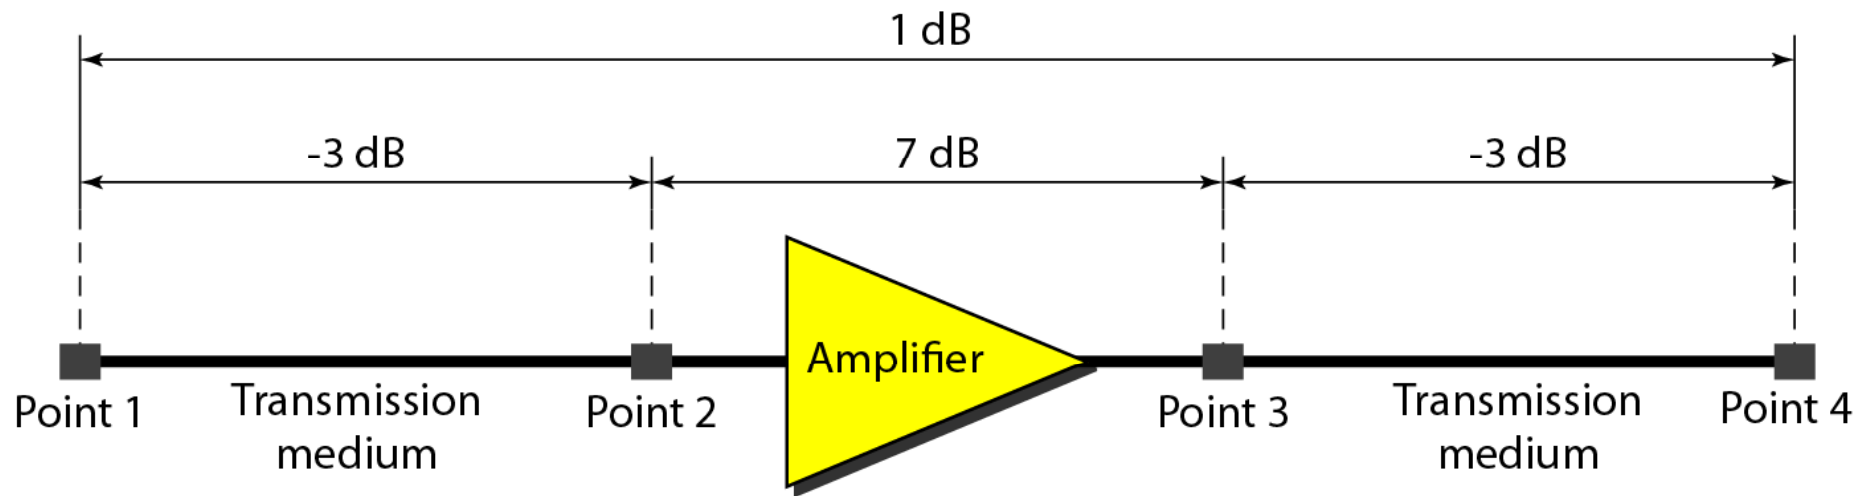 1 dB
-3 dB
7 dB
-3 dB
Amplifier
Point 1
Transmission
medium
Point 2
Point 3
Transmission
medium
Point 4